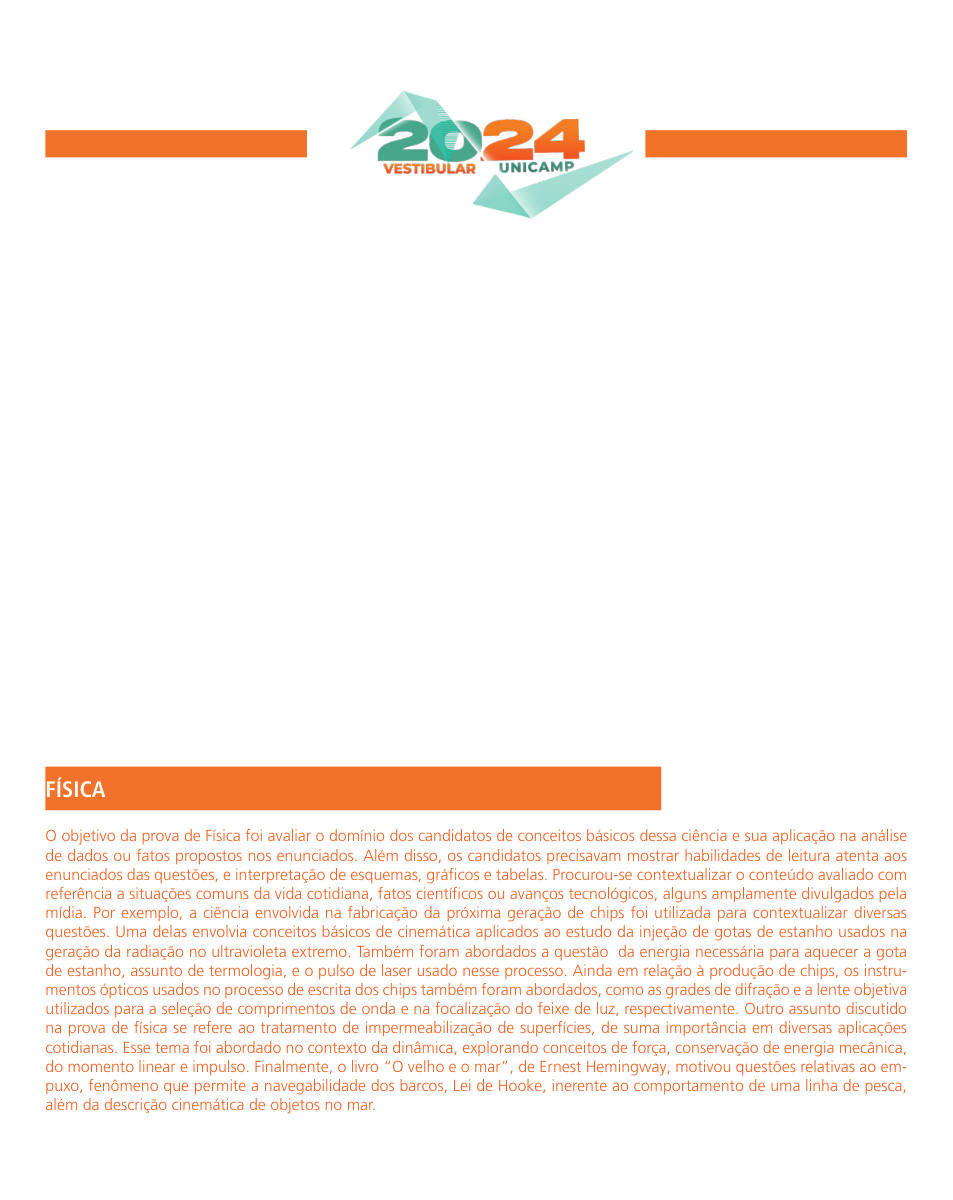 2024
VESTIBULAR UNICAMP
FÍSICA
O objetivo da prova de Física foi avaliar o domínio dos candidatos de conceitos básicos dessa ciência e sua aplicação na análise
de dados ou fatos propostos nos enunciados. Além disso, os candidatos precisavam mostrar habilidades de leitura atenta aos
enunciados das questões, e interpretação de esquemas, gráficos e tabelas. Procurou-se contextualizar o conteúdo avaliado com
referência a situações comuns da vida cotidiana, fatos científicos ou avanços tecnológicos, alguns amplamente divulgados pela
mídia. Por exemplo, a ciência envolvida na fabricação da próxima geração de chips foi utilizada para contextualizar diversas
questões. Uma delas envolvia conceitos básicos de cinemática aplicados ao estudo da injeção de gotas de estanho usados na
geração da radiação no ultravioleta extremo. Também foram abordados a questão  da energia necessária para aquecer a gota
de estanho, assunto de termologia, e o pulso de laser usado nesse processo. Ainda em relação à produção de chips, os instru-
mentos ópticos usados no processo de escrita dos chips também foram abordados, como as grades de difração e a lente objetiva
utilizados para a seleção de comprimentos de onda e na focalização do feixe de luz, respectivamente. Outro assunto discutido
na prova de física se refere ao tratamento de impermeabilização de superfícies, de suma importância em diversas aplicações
cotidianas. Esse tema foi abordado no contexto da dinâmica, explorando conceitos de força, conservação de energia mecânica,
do momento linear e impulso. Finalmente, o livro “O velho e o mar”, de Ernest Hemingway, motivou questões relativas ao em-
puxo, fenômeno que permite a navegabilidade dos barcos, Lei de Hooke, inerente ao comportamento de uma linha de pesca,
além da descrição cinemática de objetos no mar.